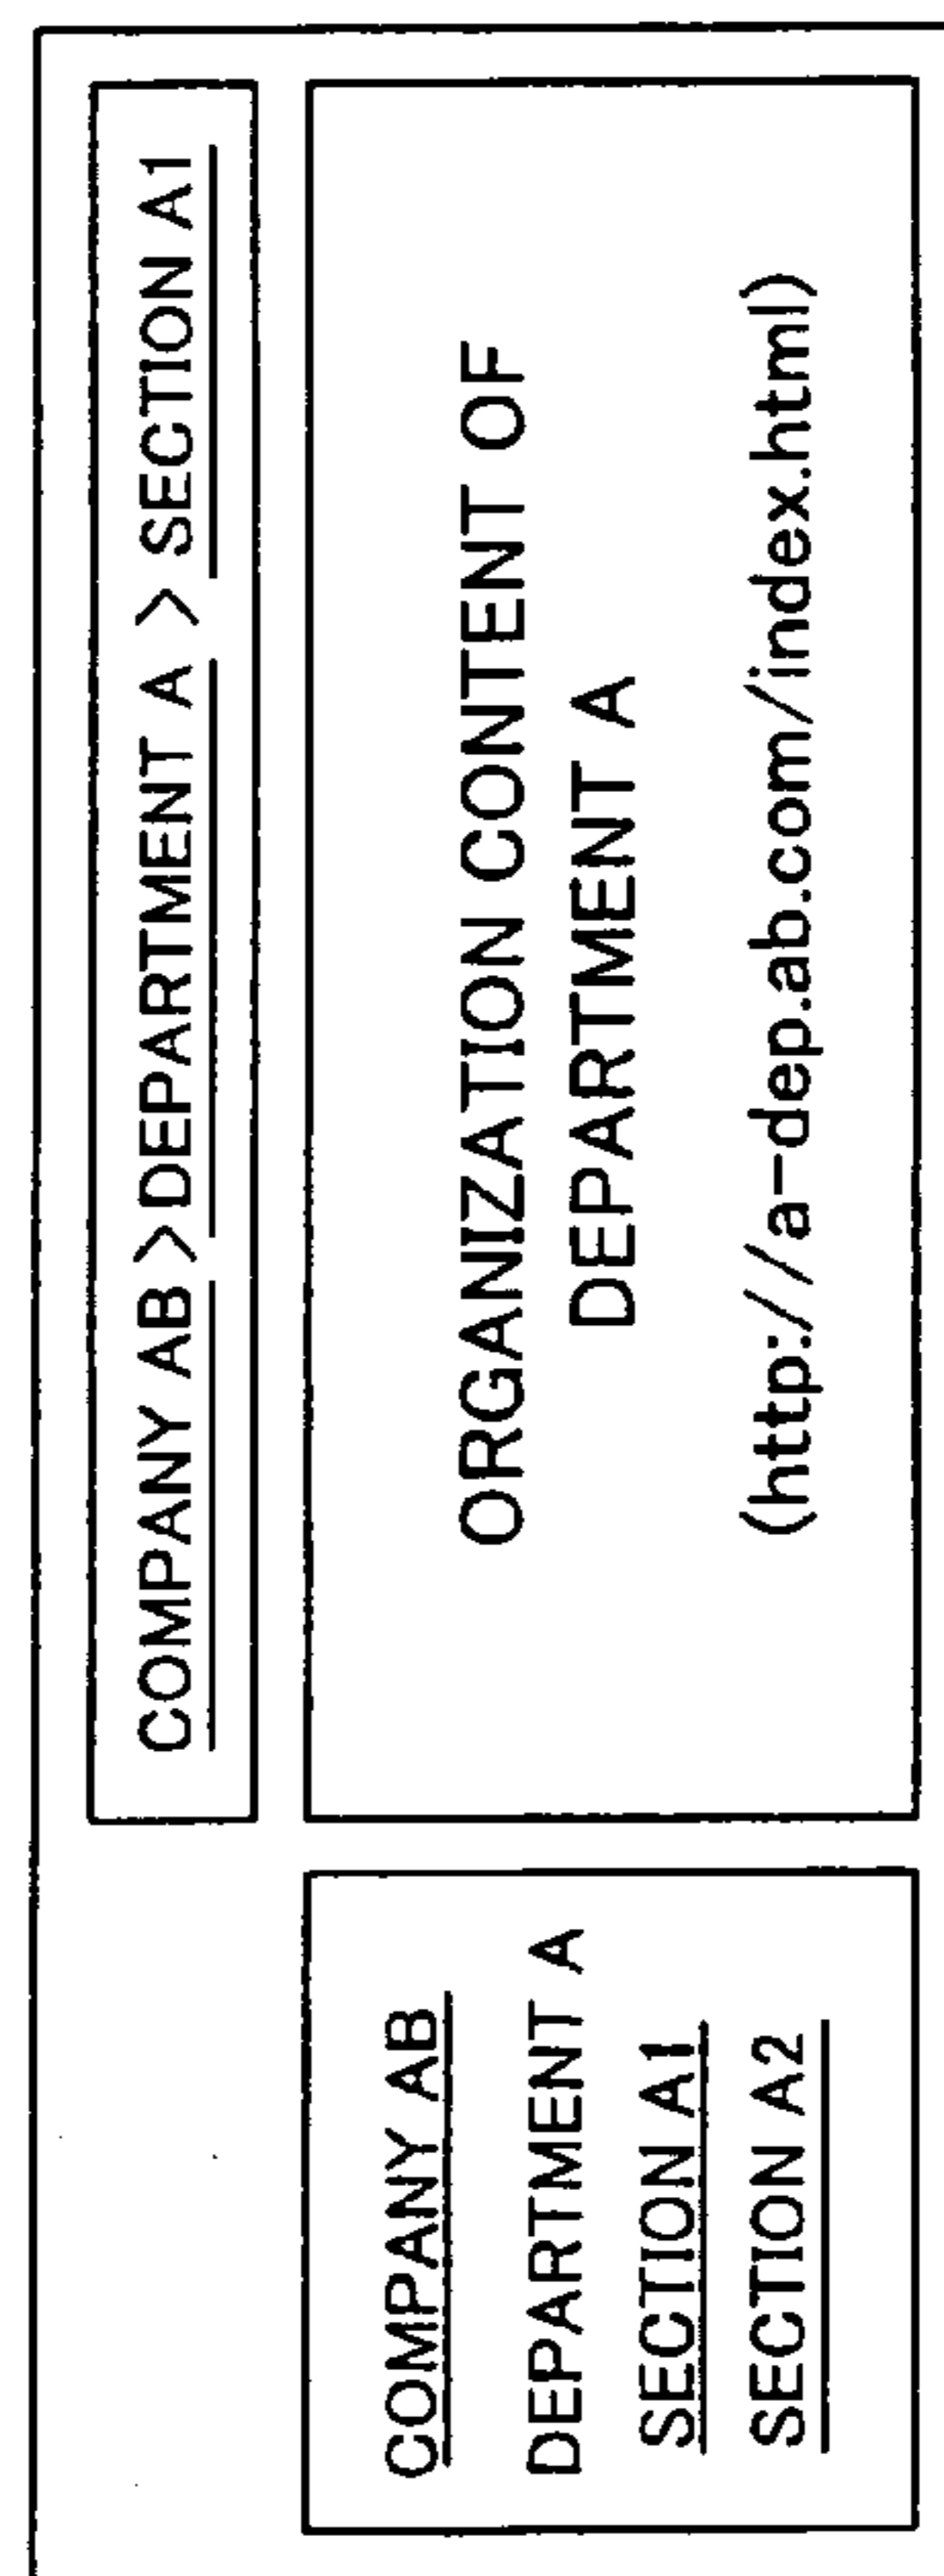 COMPANY AB >DEPARTMENT A > SECTION A1
COMPANY AB
DEPARTMENT A
SECTION A1
SECTION A2
ORGANIZATION CONTENT OF
DEPARTMENT A
(http://a-dep.ab.com/index.html)